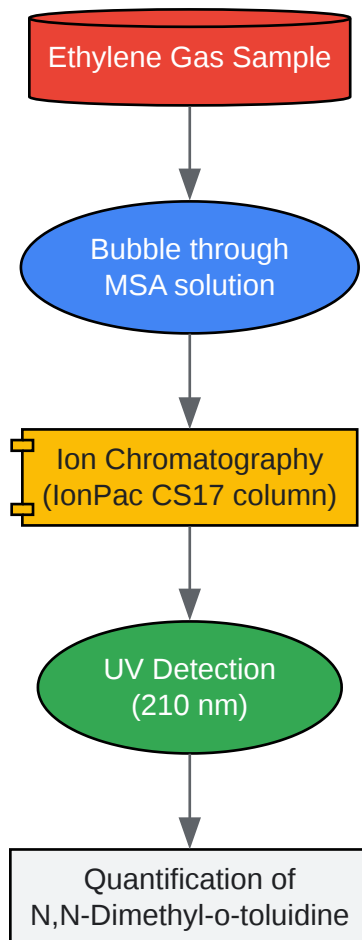 Ethylene Gas Sample
Bubble through
MSA solution
Ion Chromatography
(IonPac CS17 column)
UV Detection
(210 nm)
Quantification of
N,N-Dimethyl-o-toluidine